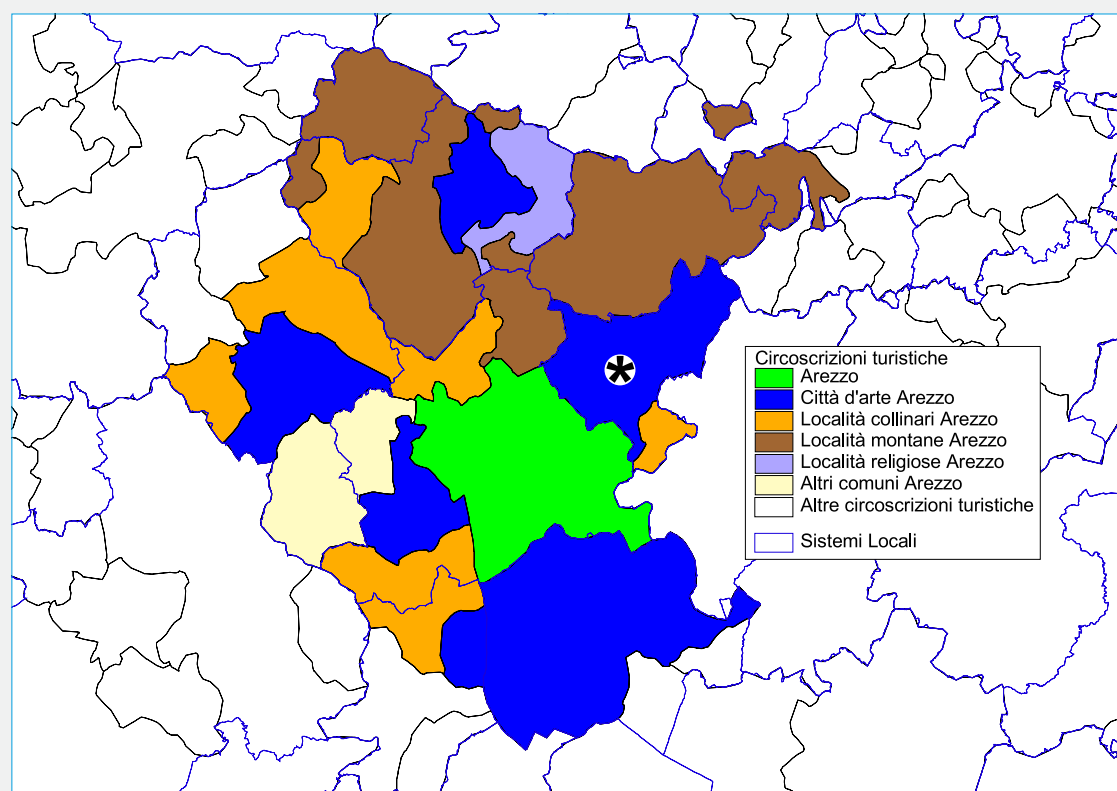 Circoscrizioni turistiche
Arezzo
Città d'arte Arezzo
Località collinari Arezzo
Località montane Arezzo
Località religiose Arezzo
Altri comuni Arezzo
Altre circoscrizioni turistiche
Sistemi Locali